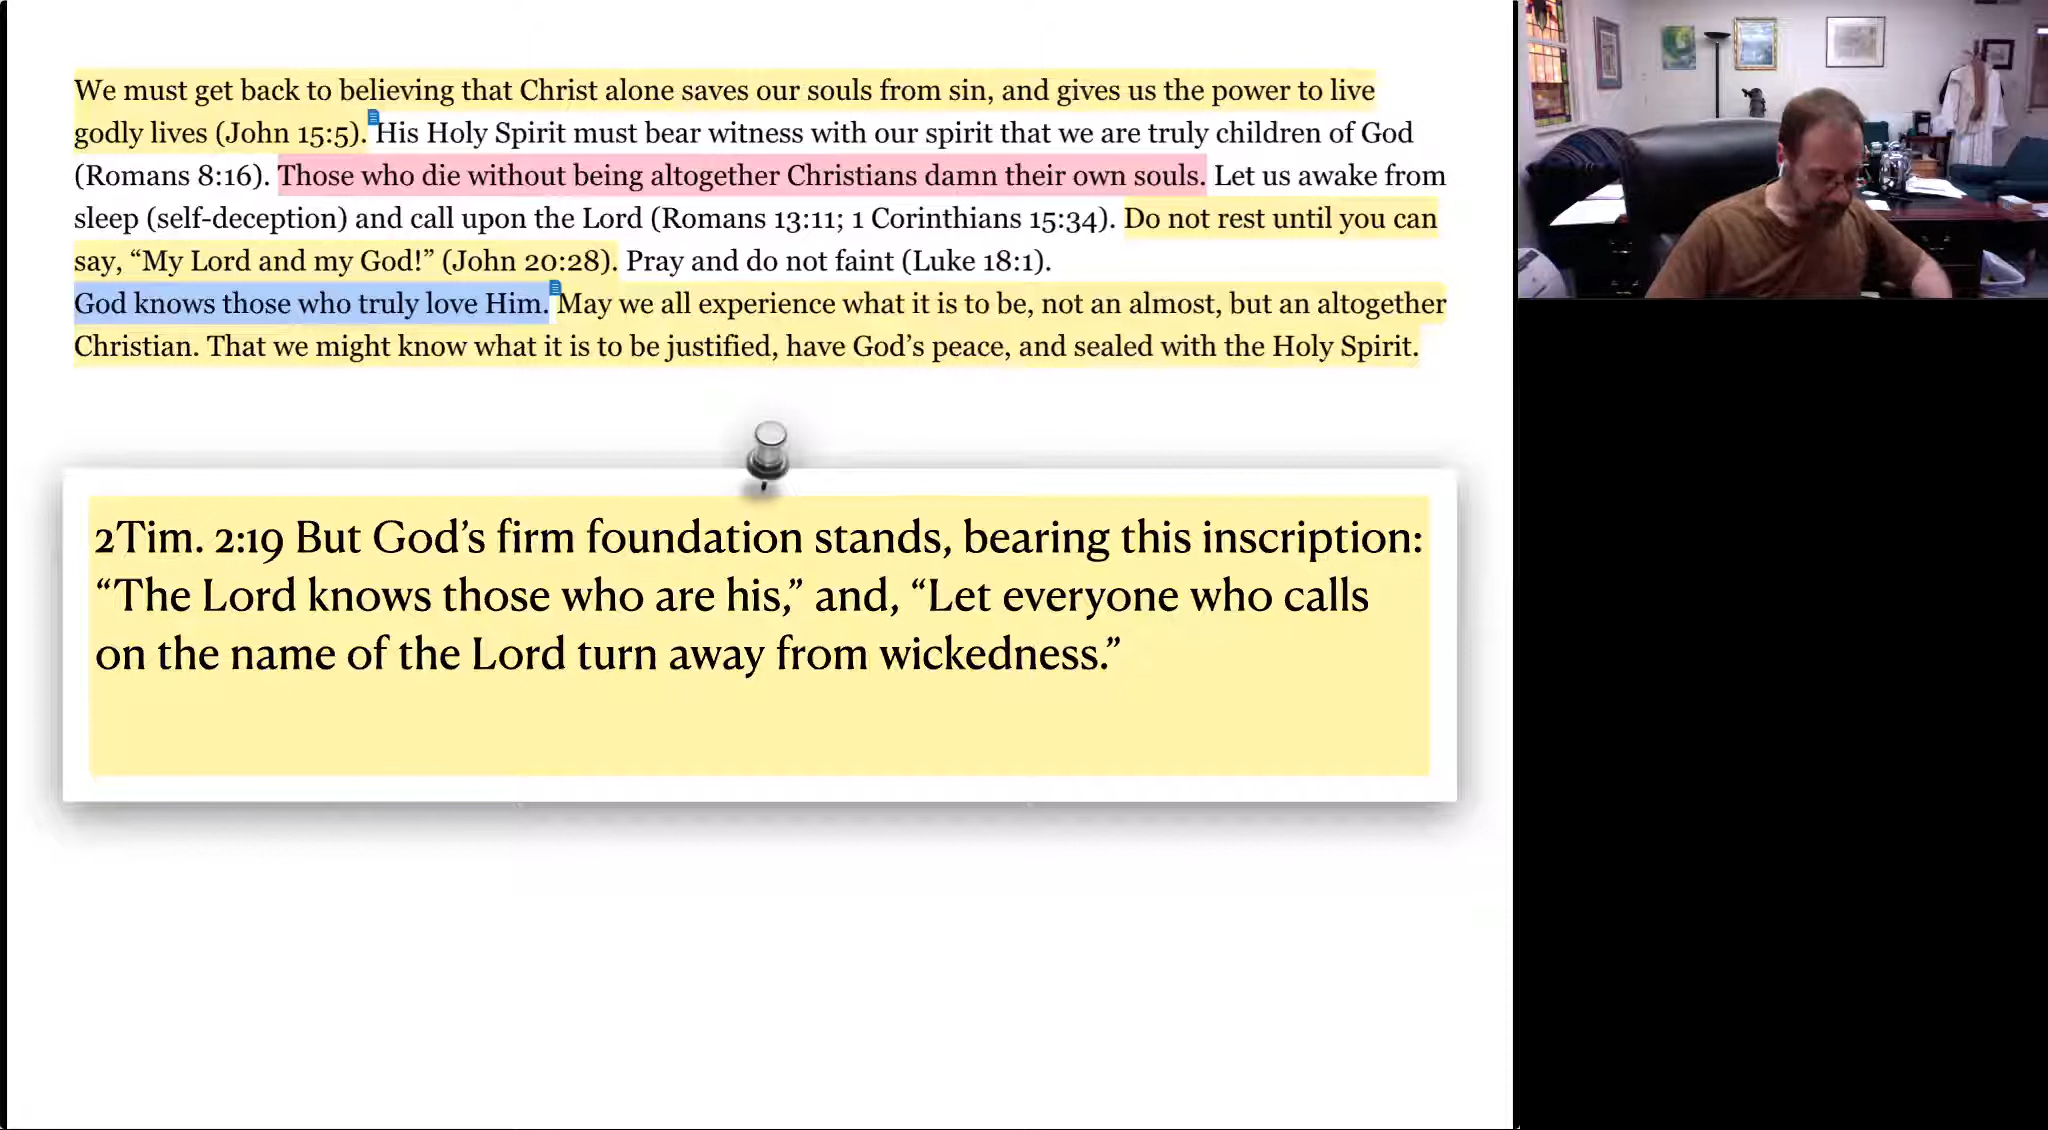 We must get back to believing that Christ alone saves our souls from sin, and gives us the power to live
godly lives (John 15:5). His Holy Spirit must bear witness with our spirit that we are truly children of God
(Romans 8:16). Those who die without being altogether Christians damn their own souls. Let us awake from
sleep (self-deception) and call upon the Lord (Romans 13:11; 1 Corinthians 15:34). Do not rest until you can
say, “My Lord and my God!” (John 20:28). Pray and do not faint (Luke 18:1).
God knows those who truly love Him. May we all experience what it is to be, not an almost, but an altogether
Christian. That we might know what it is to be justified, have God’s peace, and sealed with the Holy Spirit.
2Tim. 2:19 But God’s firm foundation stands, bearing this inscription:
“The Lord knows those who are his,” and, “Let everyone who calls
on the name of the Lord turn away from wickedness.”